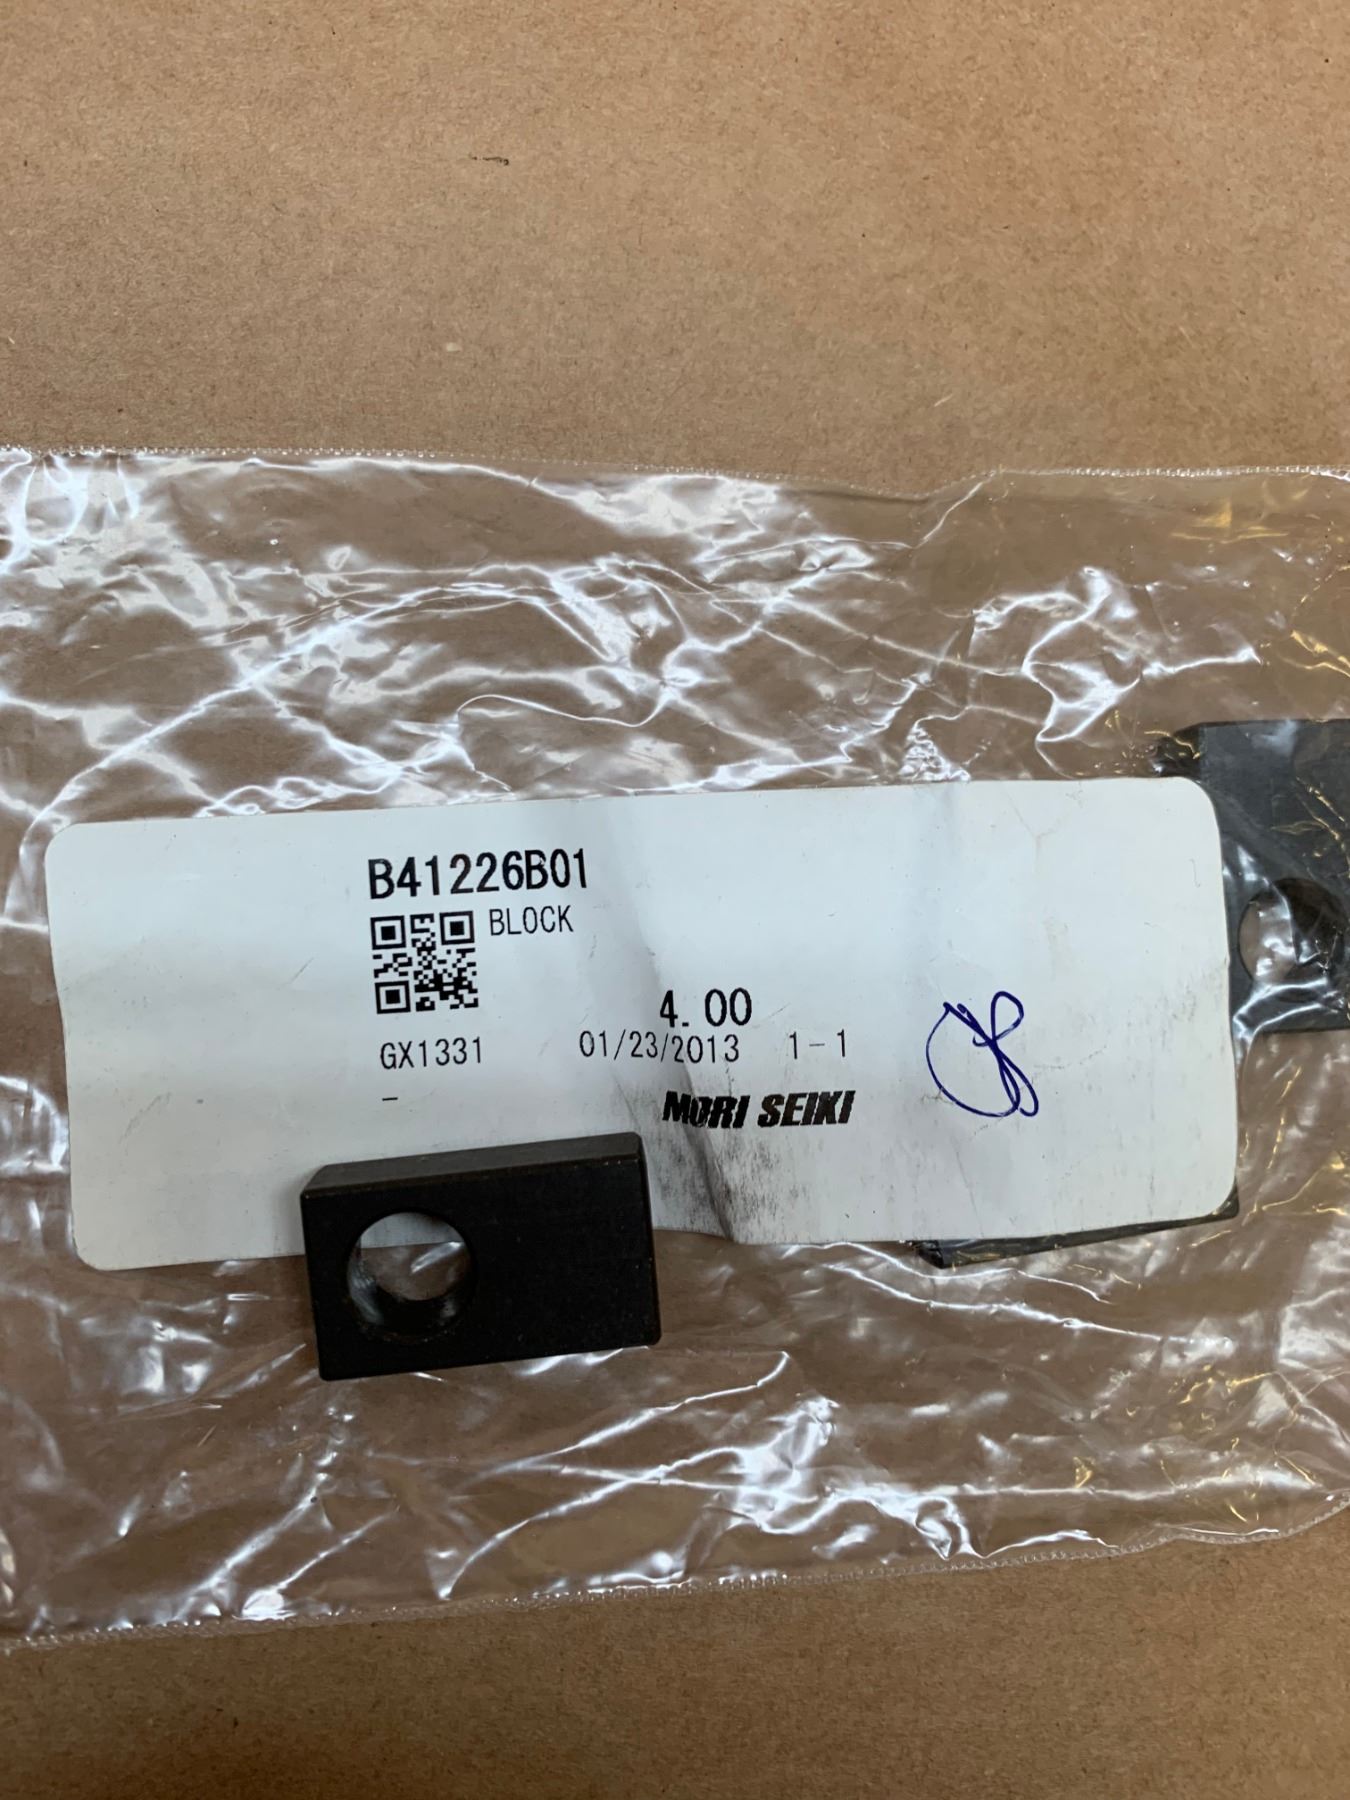 B41226B01
BLOCK
4.00
GX1331 01/23/2013 1-1
-
MORI SEIKI